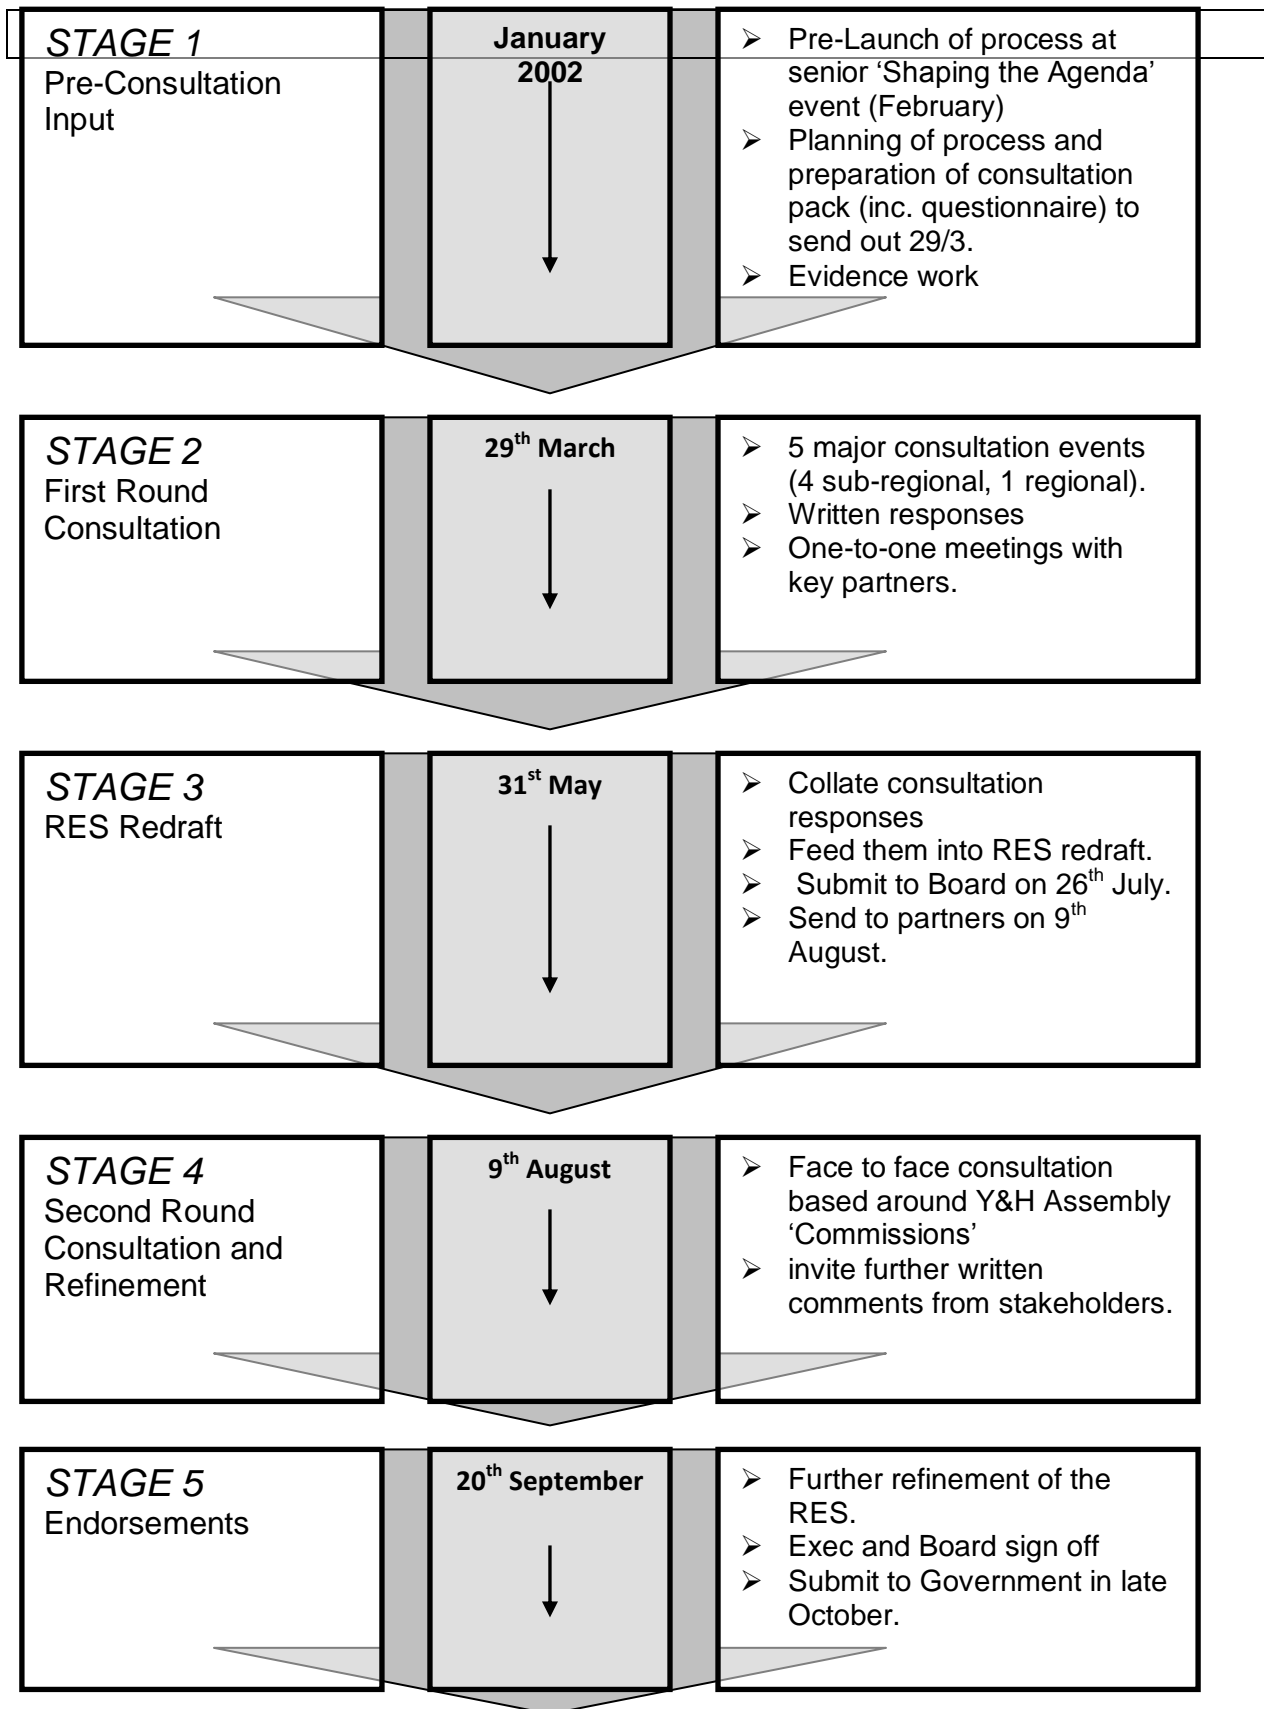 STAGE 1
Pre-Consultation
Input
January
2002
➢ Pre-Launch of process at
senior ‘Shaping the Agenda’
event (February)
➢ Planning of process and
preparation of consultation
pack (inc. questionnaire) to
send out 29/3.
➢ Evidence work
STAGE 2
First Round
Consultation
29th March
➢ 5 major consultation events
(4 sub-regional, 1 regional).
➢ Written responses
➢ One-to-one meetings with
key partners.
STAGE 3
RES Redraft
31st May
➢ Collate consultation
responses
➢ Feed them into RES redraft.
➢ Submit to Board on 26th July.
➢ Send to partners on 9th
August.
STAGE 4
Second Round
Consultation and
Refinement
9th August
➢ Face to face consultation
based around Y&H Assembly
‘Commissions’
➢ invite further written
comments from stakeholders.
STAGE 5
Endorsements
20th September
➢ Further refinement of the
RES.
➢ Exec and Board sign off
➢ Submit to Government in late
October.